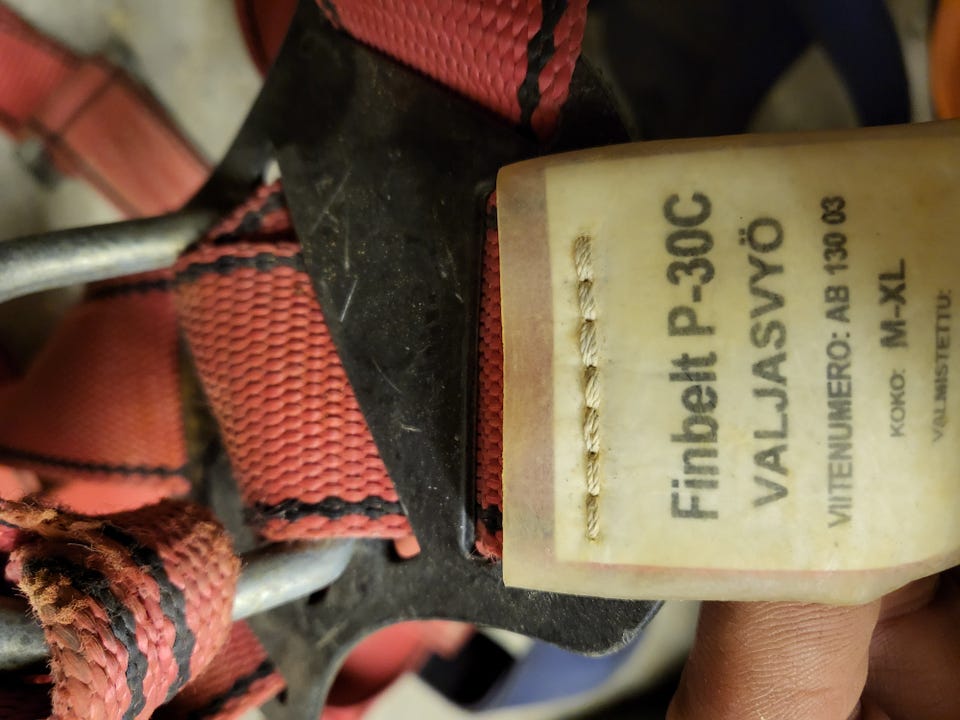 Finbelt P-30C
VALJASVYÖ
VIITENUMERO: AB 130 03
KOKO: M-XL
VALMISTETTU: